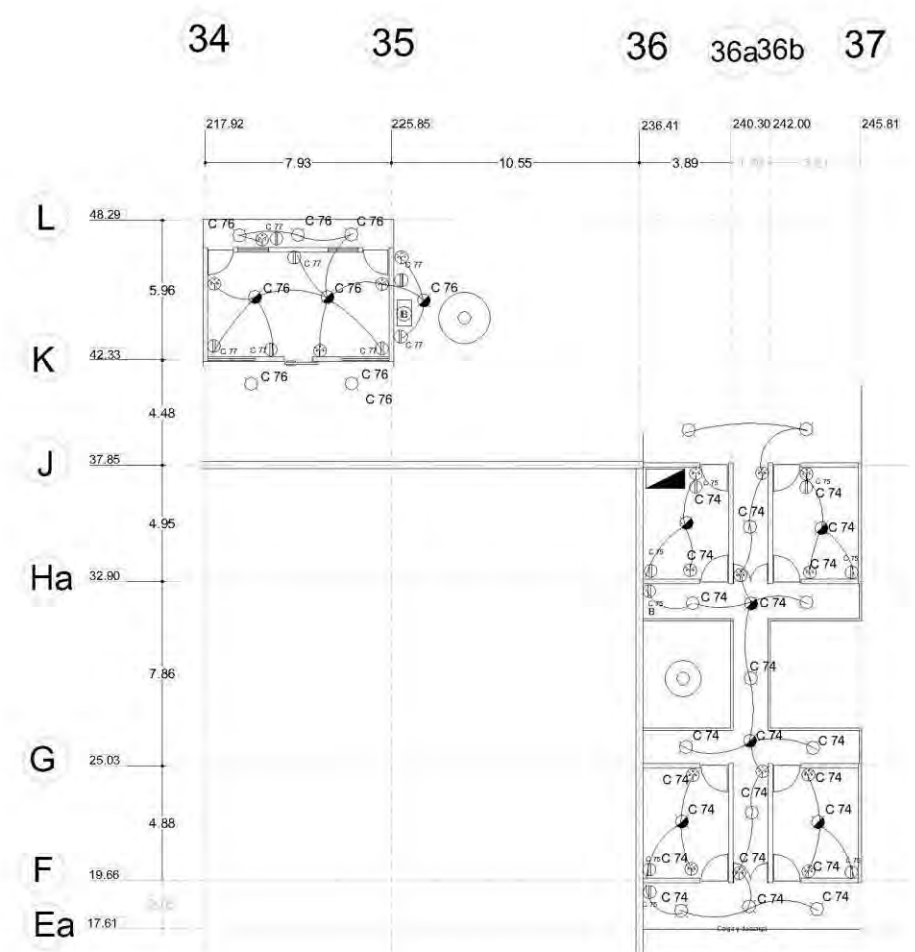 34 35 36 36a 36b 37
217.92 225.85 236.41 240.30 242.00 245.81
7.93 10.55 3.89
L 48.29
C 76 C 77 C 76 C 76
5.96
C 77 C 77
C 76 C 76 C 76
B
C 77 C 77 C 77 C 77
K 42.33
C 76 C 76
C 76
4.48
J 37.85
C 75
C 74 C 74
4.95
C 74 C 74 C 74
C 75 C 74 C 74 C 75
Ha 32.90
C 75 C 74 C 74
B
7.86
C 74
C 74 C 74 C 74
G 25.03
C 74 C 74
4.88
C 74 C 74 C 74
C 75 C 74 C 74 C 75
F 19.66
C 75 C 74 C 74 C 74
Ea 17.61